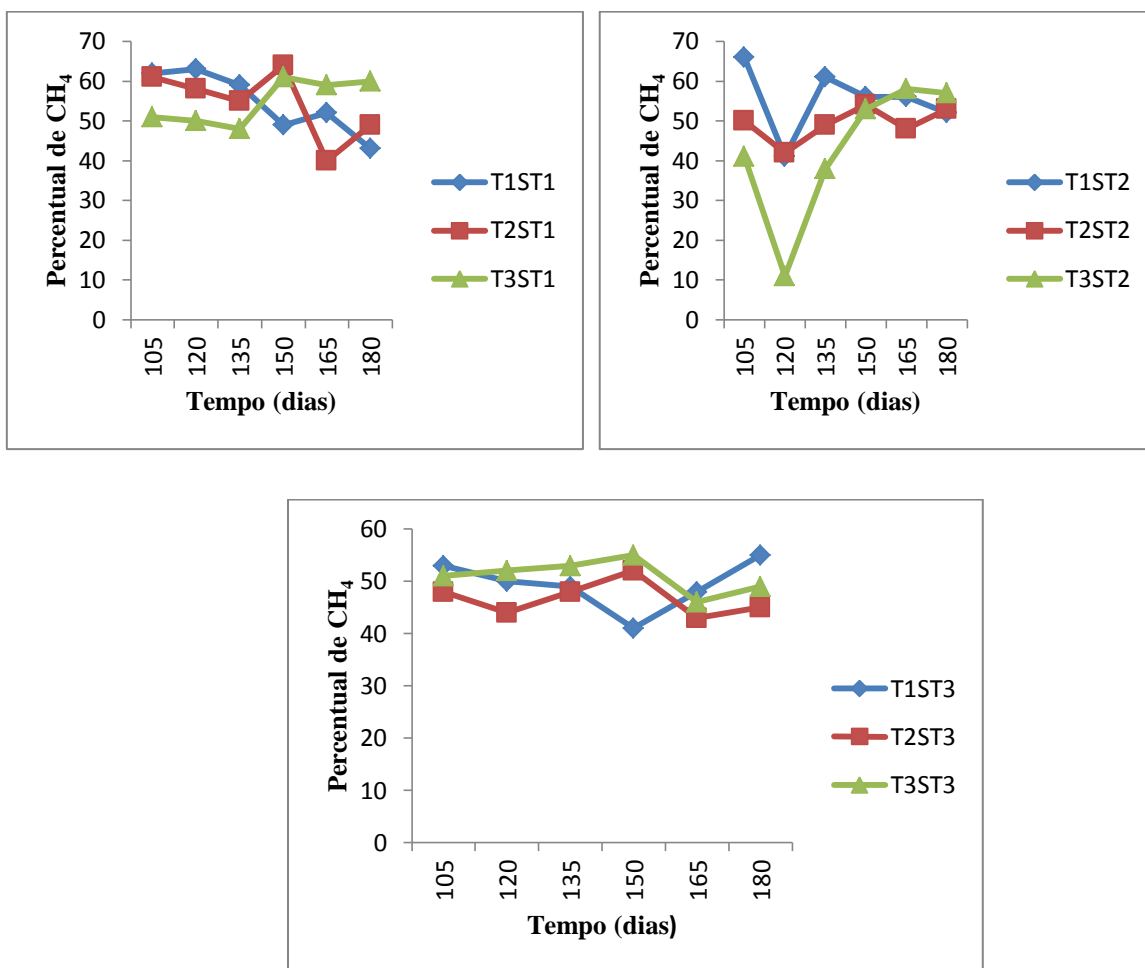 Percentual de CH₄
70
60
50
40
30
20
10
0
105 120 135 150 165 180
Tempo (dias)
T1ST1
T2ST1
T3ST1
Percentual de CH₄
70
60
50
40
30
20
10
0
105 120 135 150 165 180
Tempo (dias)
T1ST2
T2ST2
T3ST2
Percentual de CH₄
60
50
40
30
20
10
0
105 120 135 150 165 180
Tempo (dias)
T1ST3
T2ST3
T3ST3